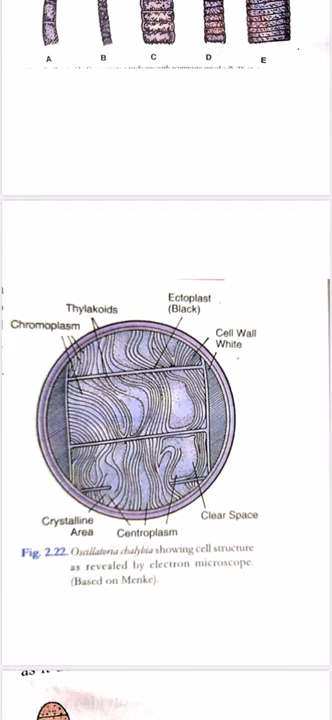 A B C D E
Ectoplast
Thylakoids (Black)
Chromoplasm
Cell Wall
White
Clear Space
Crystalline
Area Centroplasm
Fig. 2.22. Oscillatoria chalybia showing cell structure
as revealed by electron microscope.
(Based on Menke).